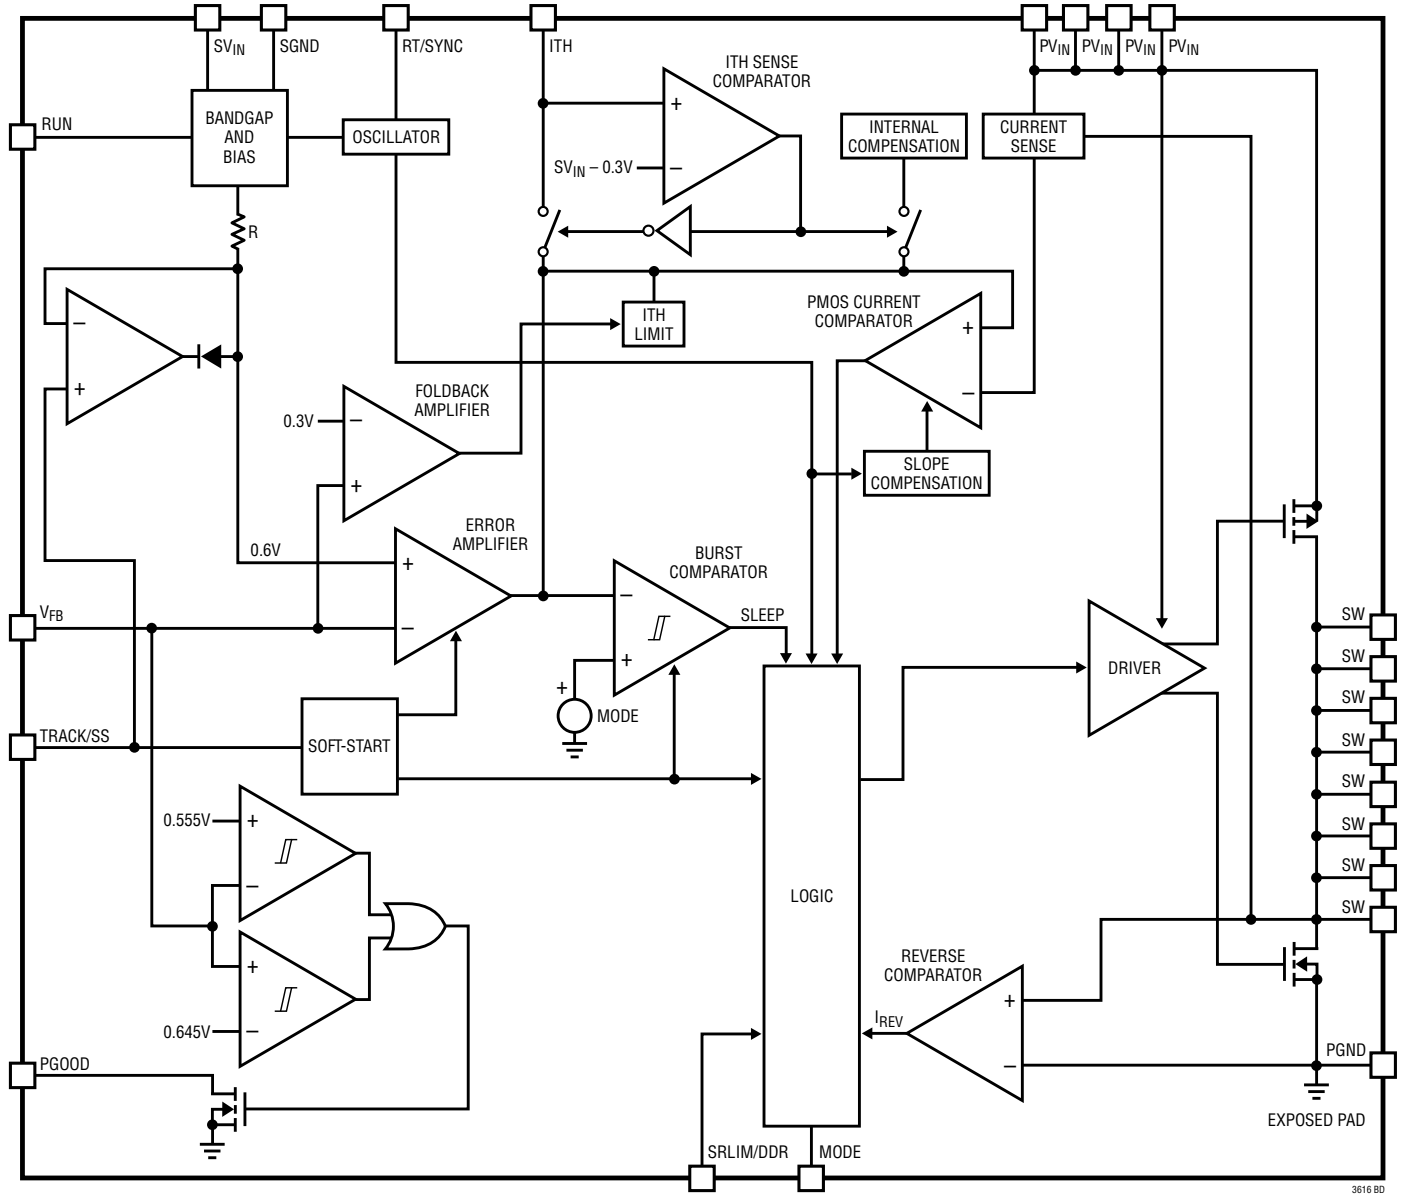 SVIN
SGND
RT/SYNC
ITH
PVIN
PVIN
PVIN
PVIN
ITH SENSE
COMPARATOR
RUN
BANDGAP
AND
BIAS
OSCILLATOR
+
SVIN – 0.3V
–
INTERNAL
COMPENSATION
CURRENT
SENSE
R
ITH
LIMIT
PMOS CURRENT
COMPARATOR
+
–
–
+
FOLDBACK
AMPLIFIER
0.3V
–
+
SLOPE
COMPENSATION
ERROR
AMPLIFIER
0.6V
+
–
BURST
COMPARATOR
–
+
SLEEP
VFB
+
MODE
DRIVER
SW
SW
SW
SW
SW
SW
SW
SW
TRACK/SS
SOFT-START
0.555V
+
–
+
0.645V
–
LOGIC
REVERSE
COMPARATOR
+
–
IREV
PGOOD
PGND
EXPOSED PAD
SRLIM/DDR
MODE
3616 BD